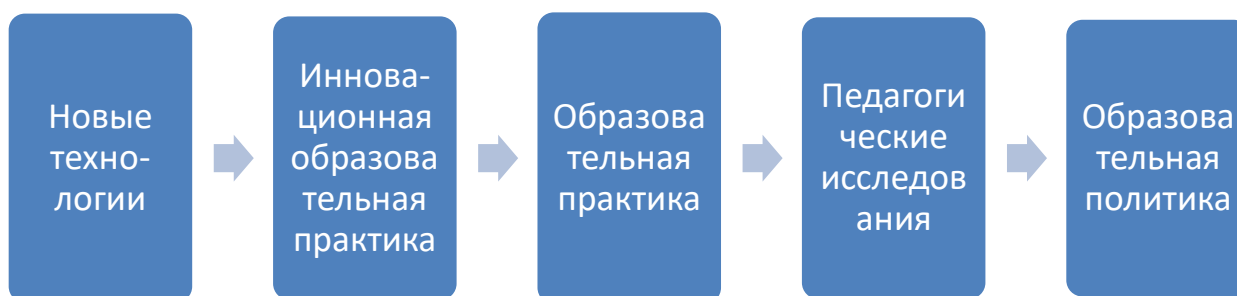 Новые
техно-
логии
Иннова-
ционная
образова
тельная
практика
Образова
тельная
практика
Педагоги
ческие
исследов
ания
Образова
тельная
политика